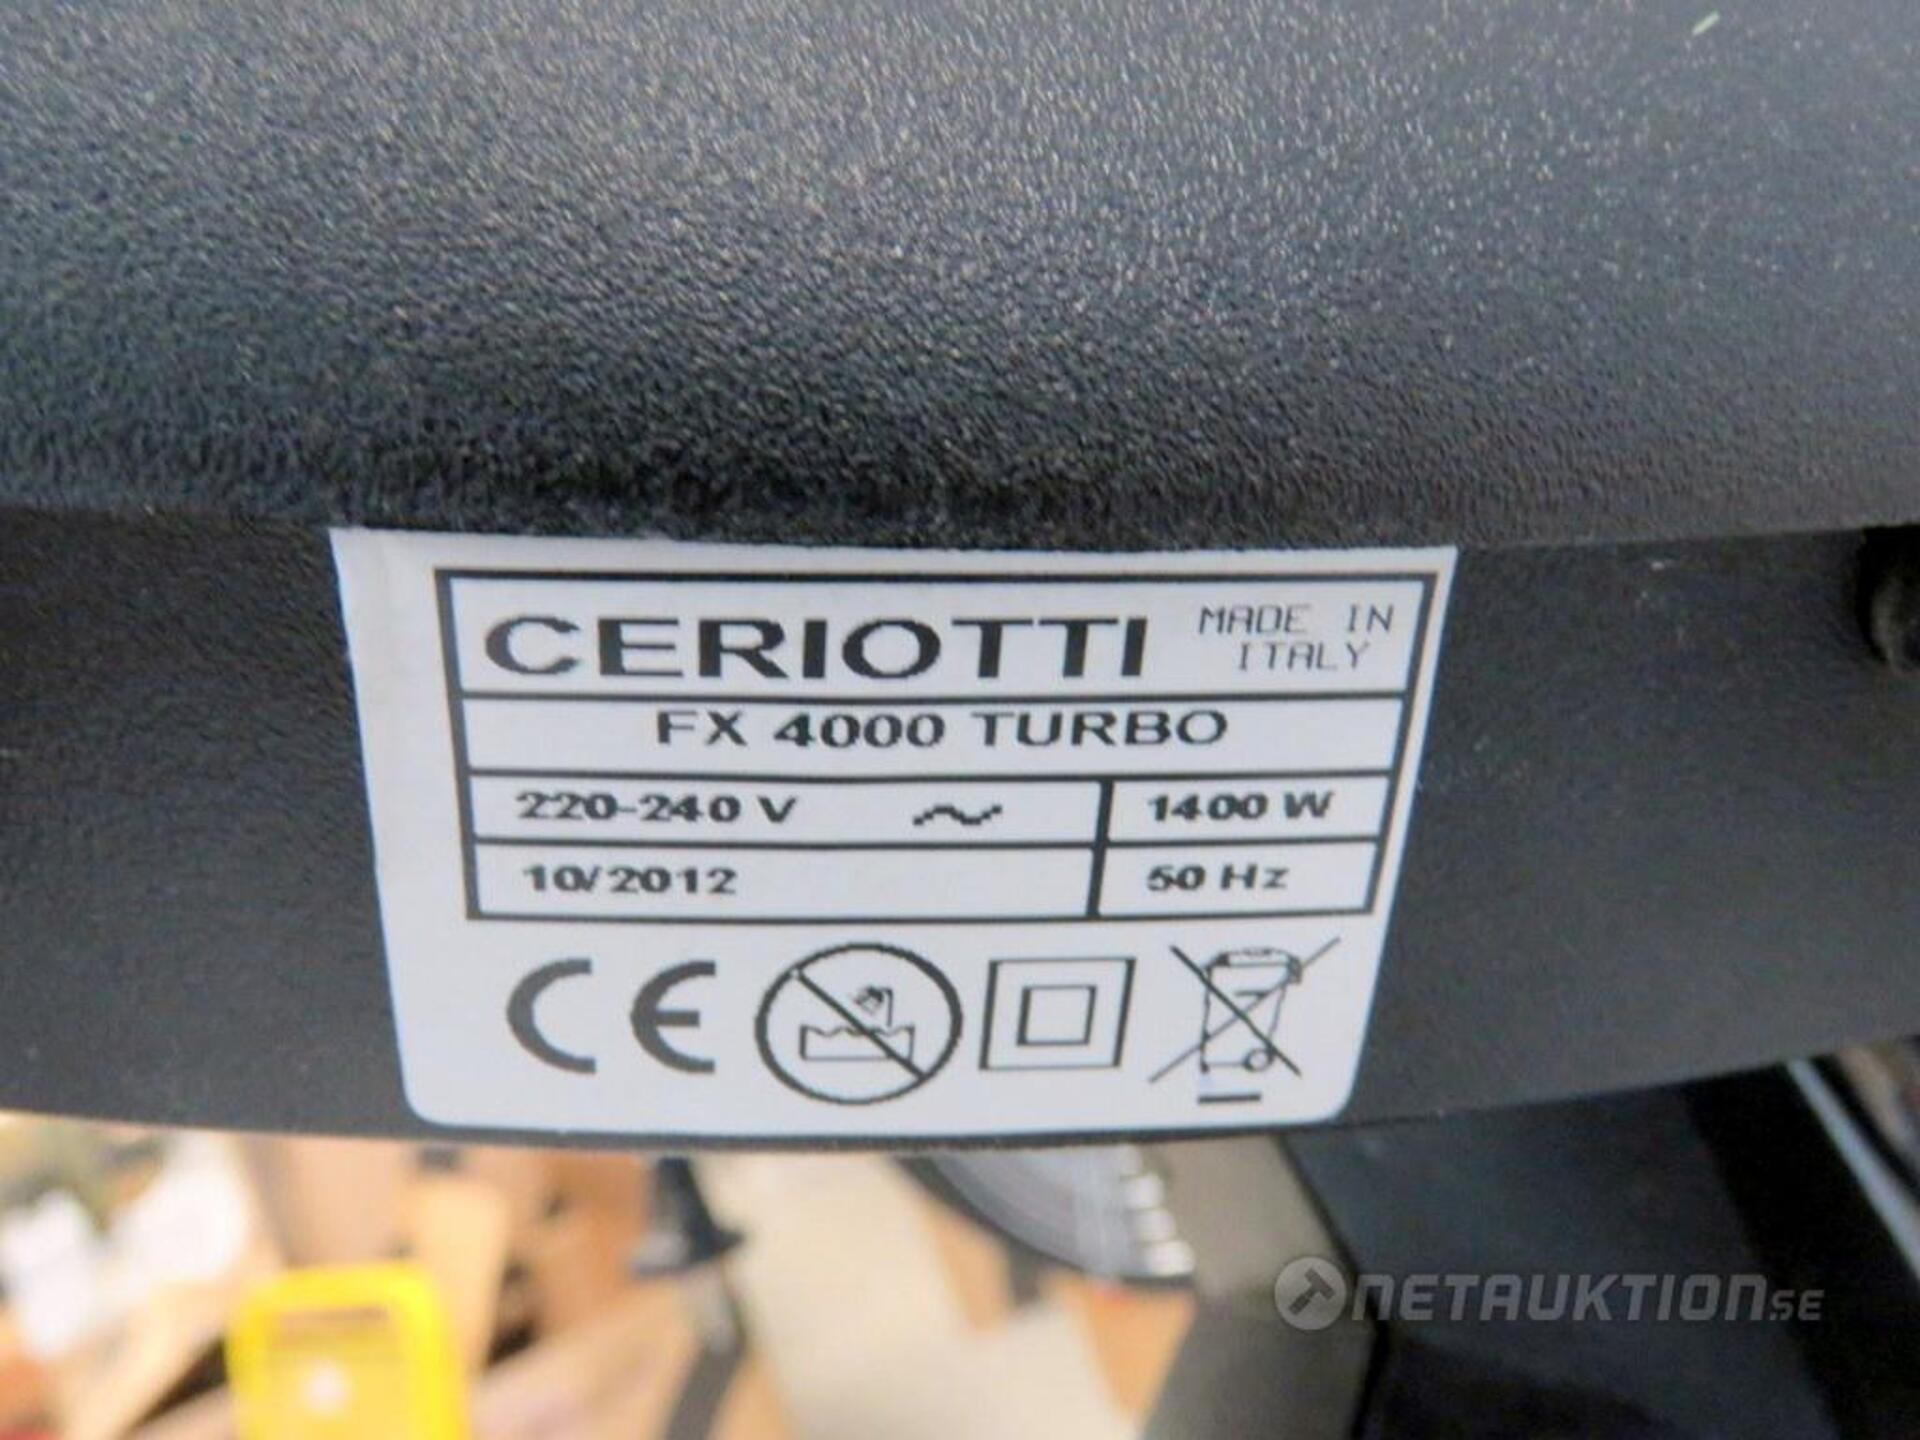 CERIOTTI MADE IN
ITALY
FX 4000 TURBO
220-240 V ~ 1400 W
10/2012 50 Hz
CE
NETAUKTION.SE